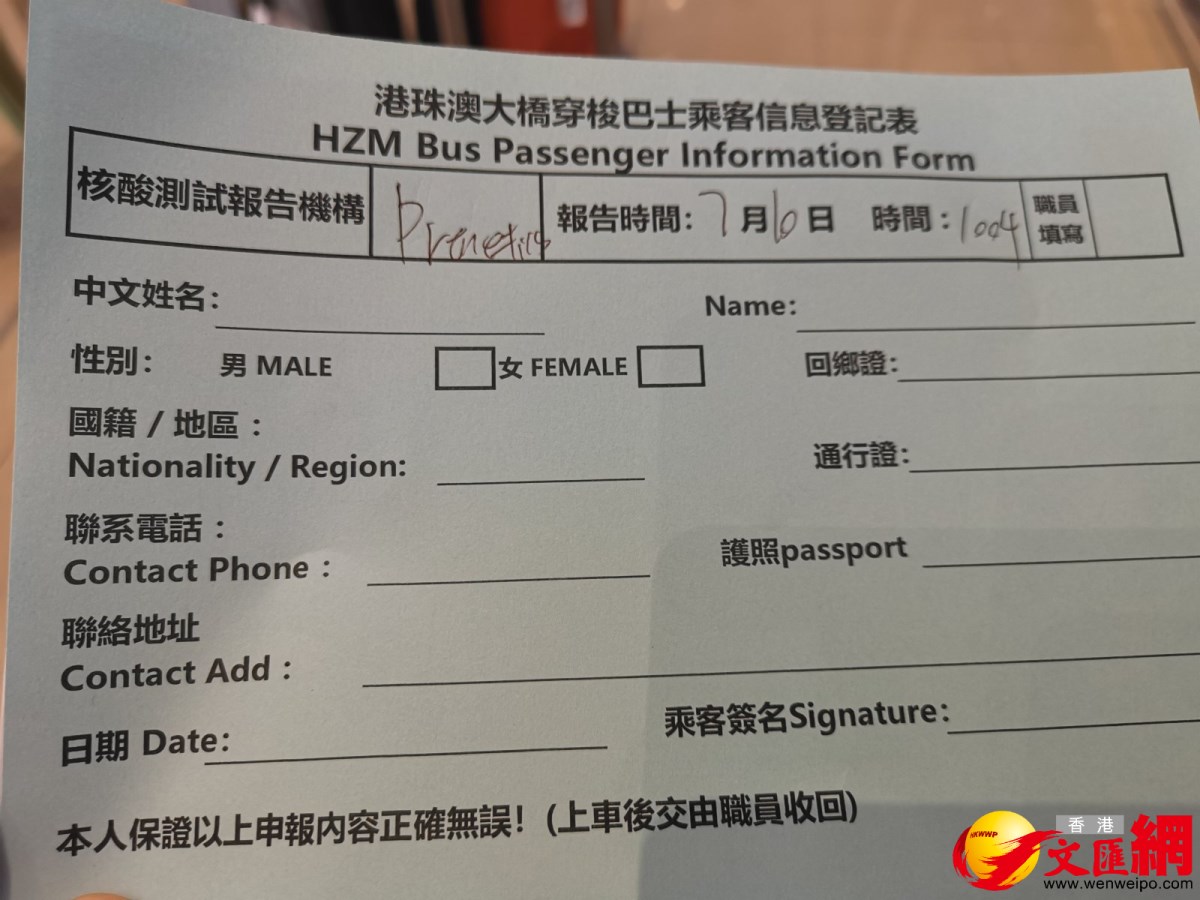 港珠澳大橋穿梭巴士乘客信息登記表
HZM Bus Passenger Information Form
核酸測試報告機構 Prenetics 報告時間: 7月6日 時間:1004 職員填寫
中文姓名: Name:
性別: 男 MALE 女 FEMALE 回鄉證:
國籍 / 地區:
Nationality / Region: 通行證:
聯系電話:
Contact Phone: 護照passport
聯絡地址
Contact Add:
日期 Date: 乘客簽名Signature:
本人保證以上申報內容正確無誤!(上車後交由職員收回)
HKWWP
香港
文匯網
www.wenweipo.com